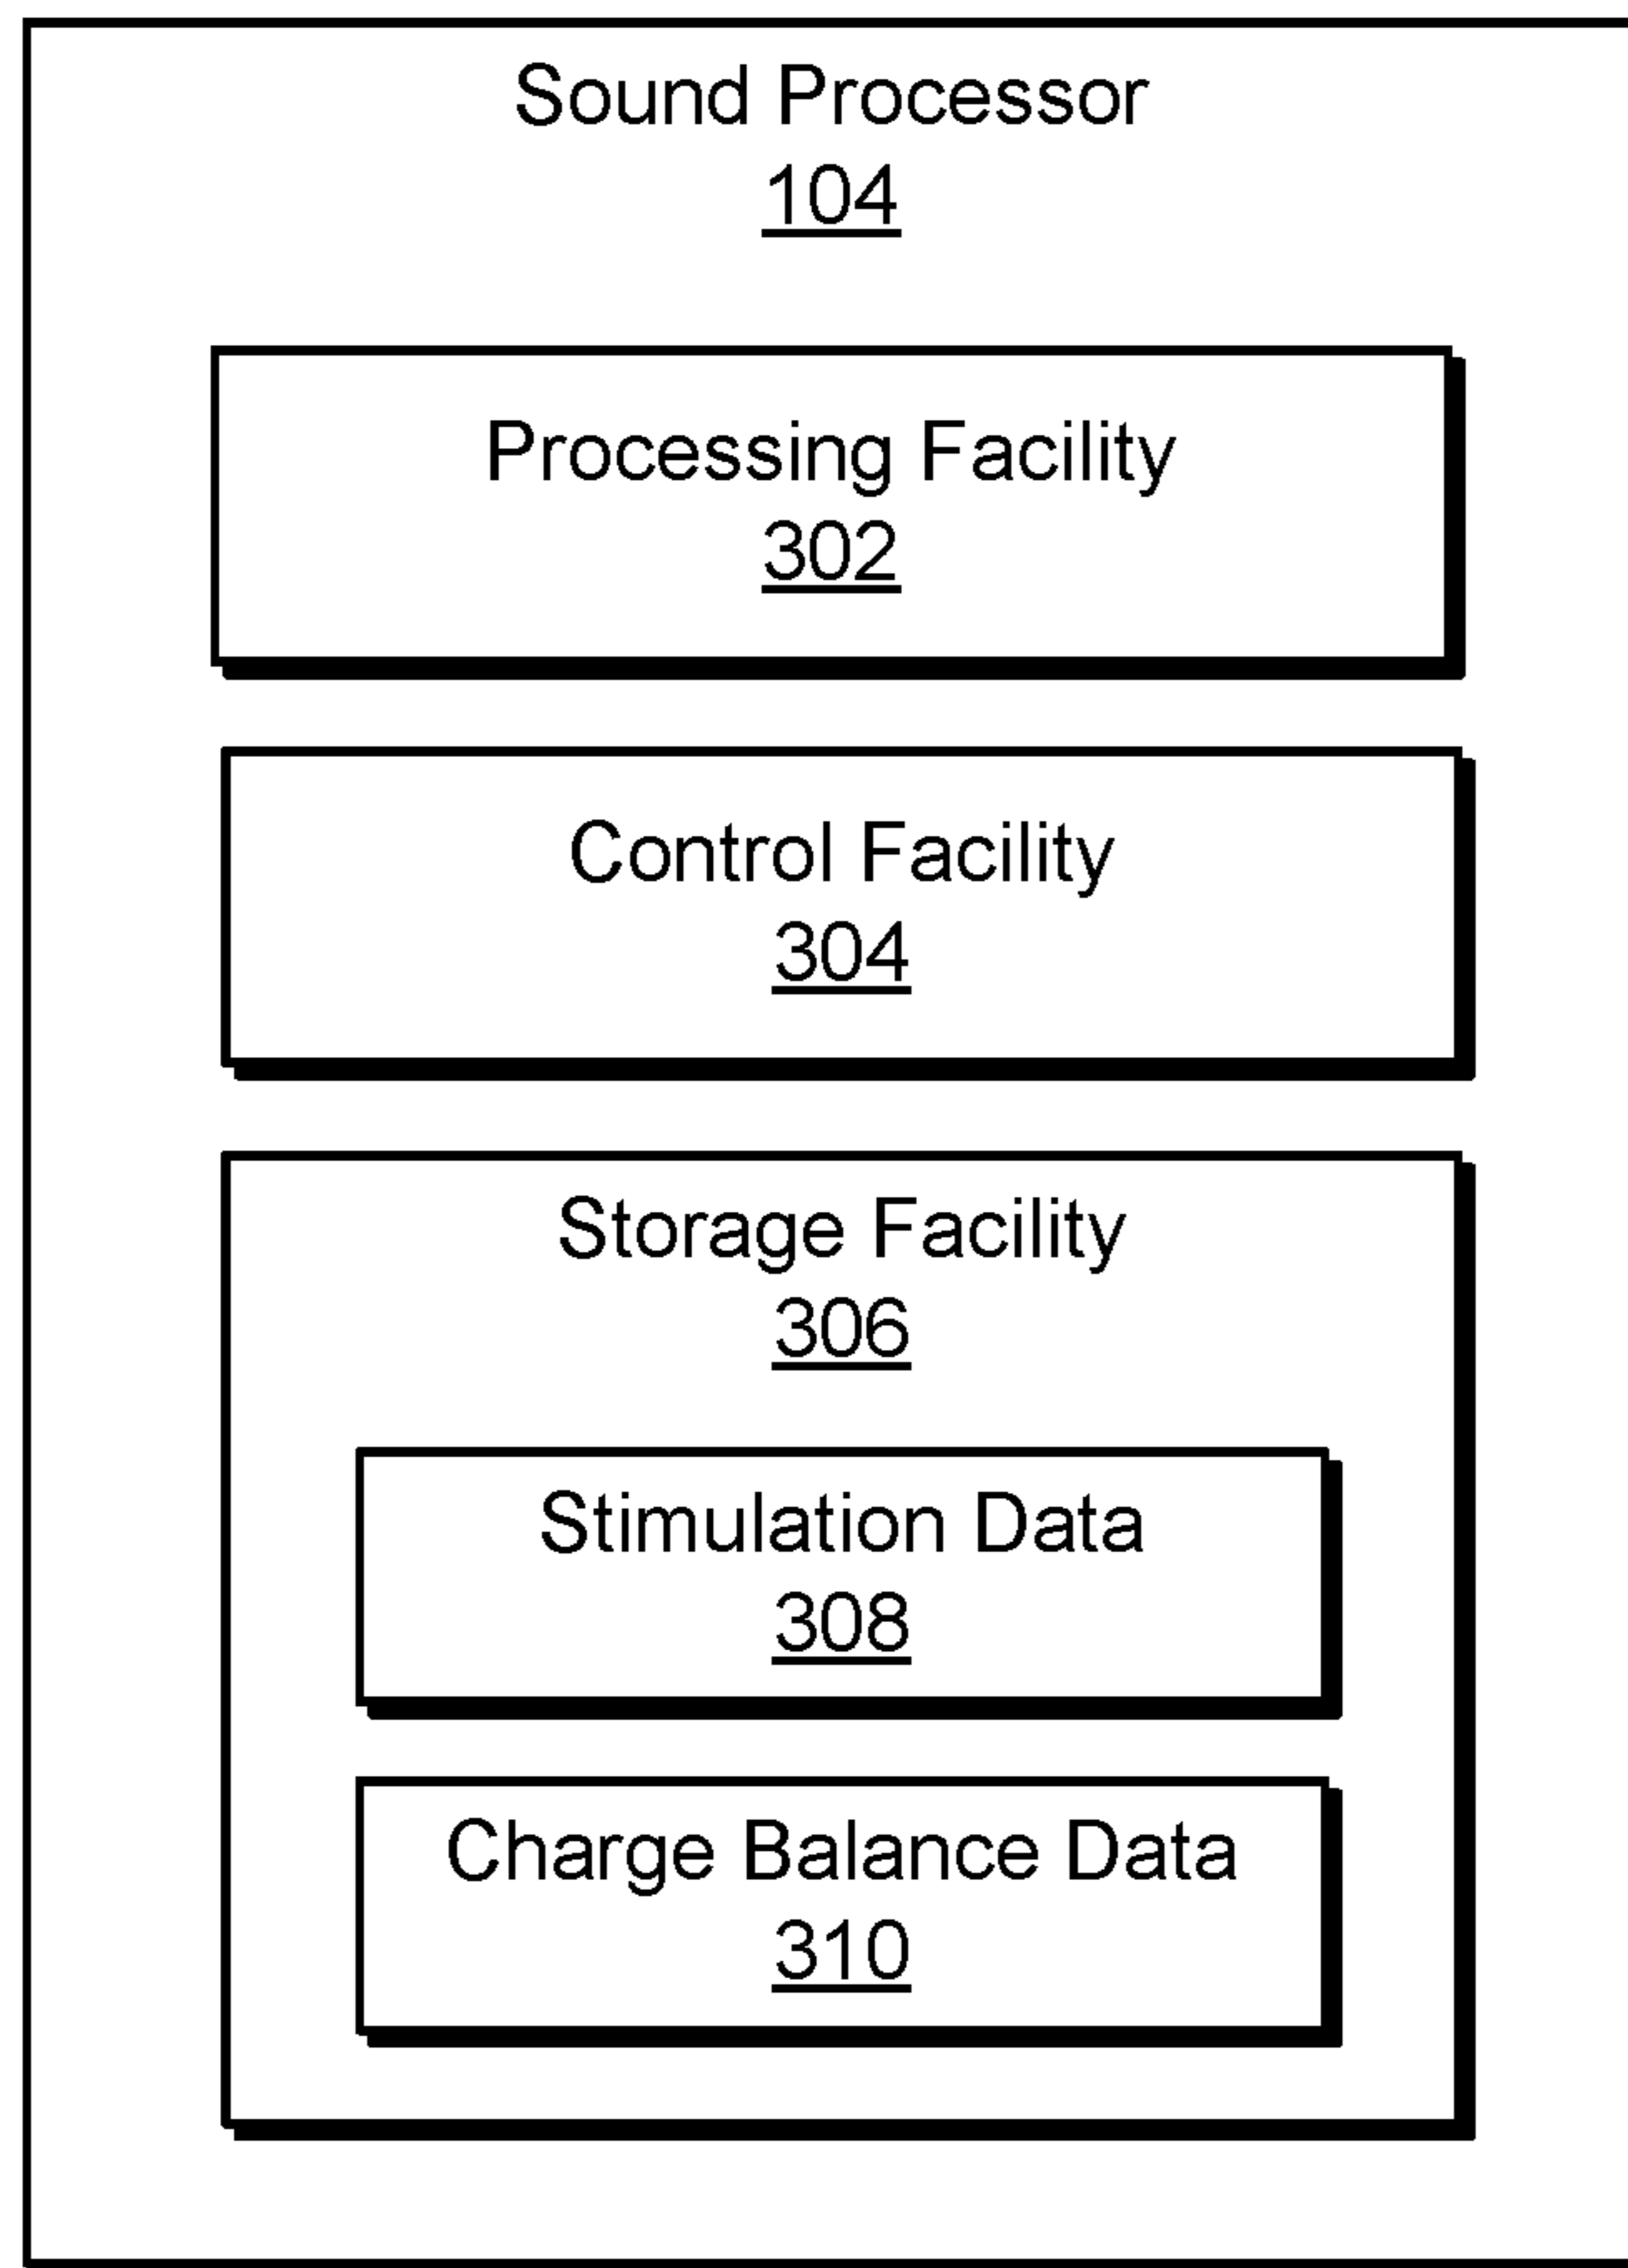 Sound Processor
104
Processing Facility
302
Control Facility
304
Storage Facility
306
Stimulation Data
308
Charge Balance Data
310